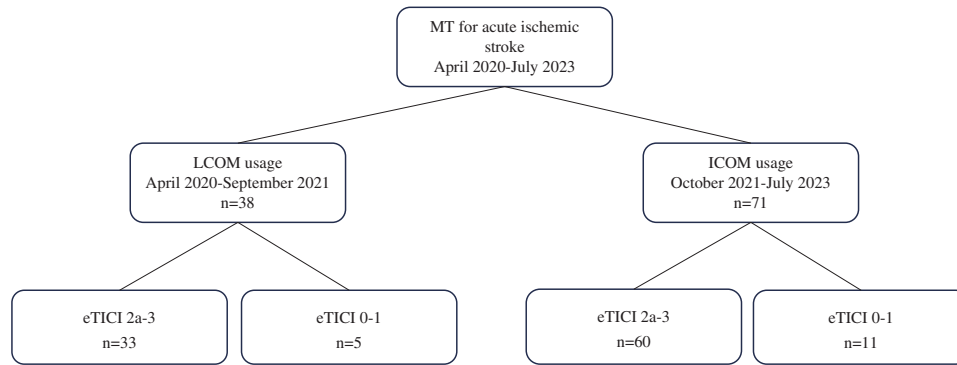 MT for acute ischemic
stroke
April 2020-July 2023
LCOM usage
April 2020-September 2021
n=38
ICOM usage
October 2021-July 2023
n=71
eTICI 2a-3
n=33
eTICI 0-1
n=5
eTICI 2a-3
n=60
eTICI 0-1
n=11